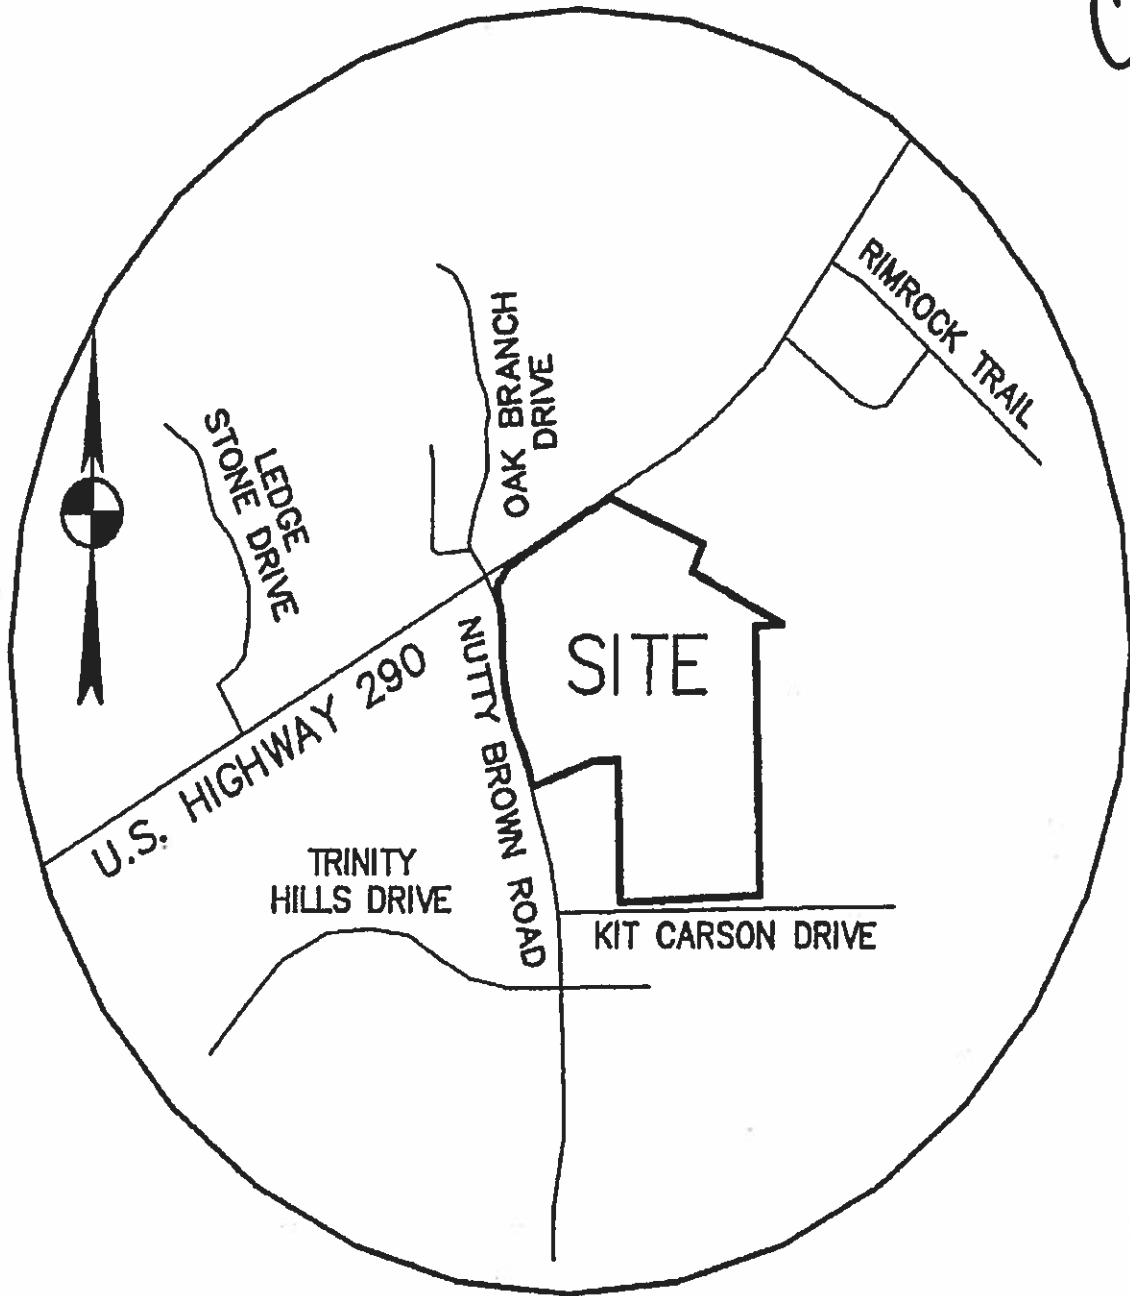 RIMROCK TRAIL
OAK BRANCH
DRIVE
LEDGE
STONE DRIVE
SITE
NUTTY BROWN ROAD
U.S. HIGHWAY 290
TRINITY
HILLS DRIVE
KIT CARSON DRIVE